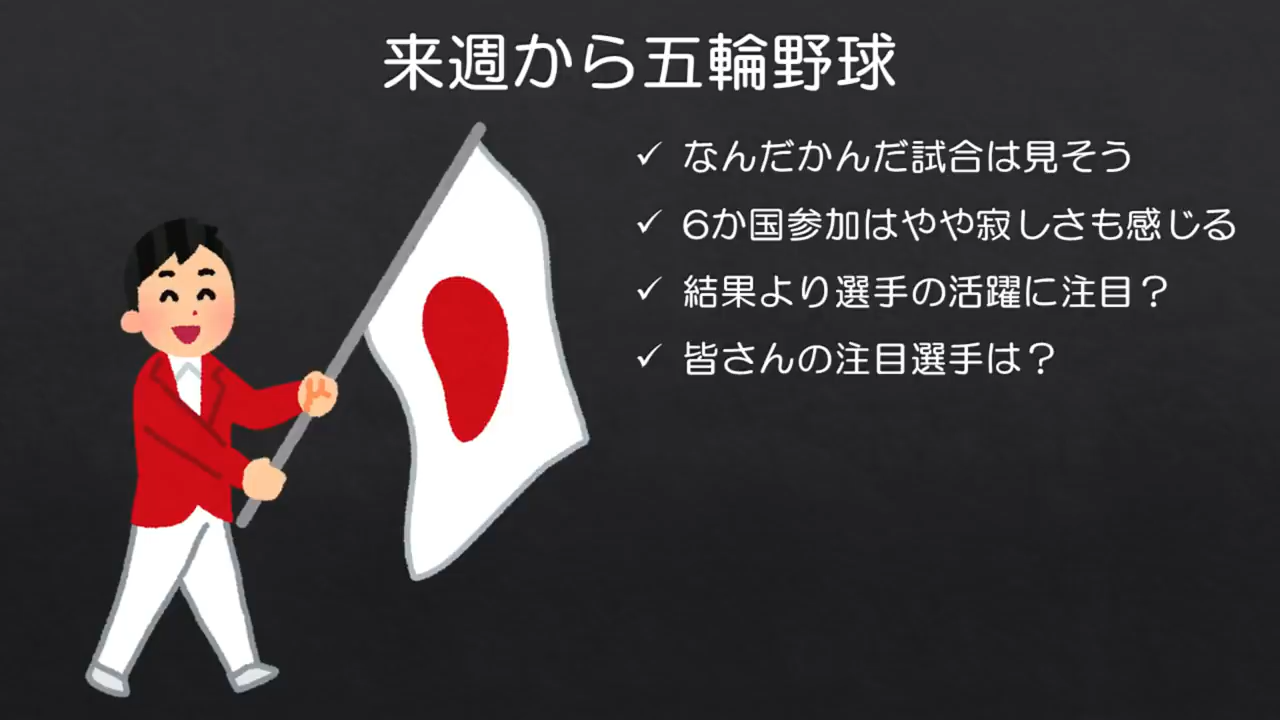 来週から五輪野球
✓ なんだかんだ試合は見そう
✓ 6か国参加はやや寂しさも感じる
✓ 結果より選手の活躍に注目？
✓ 皆さんの注目選手は？